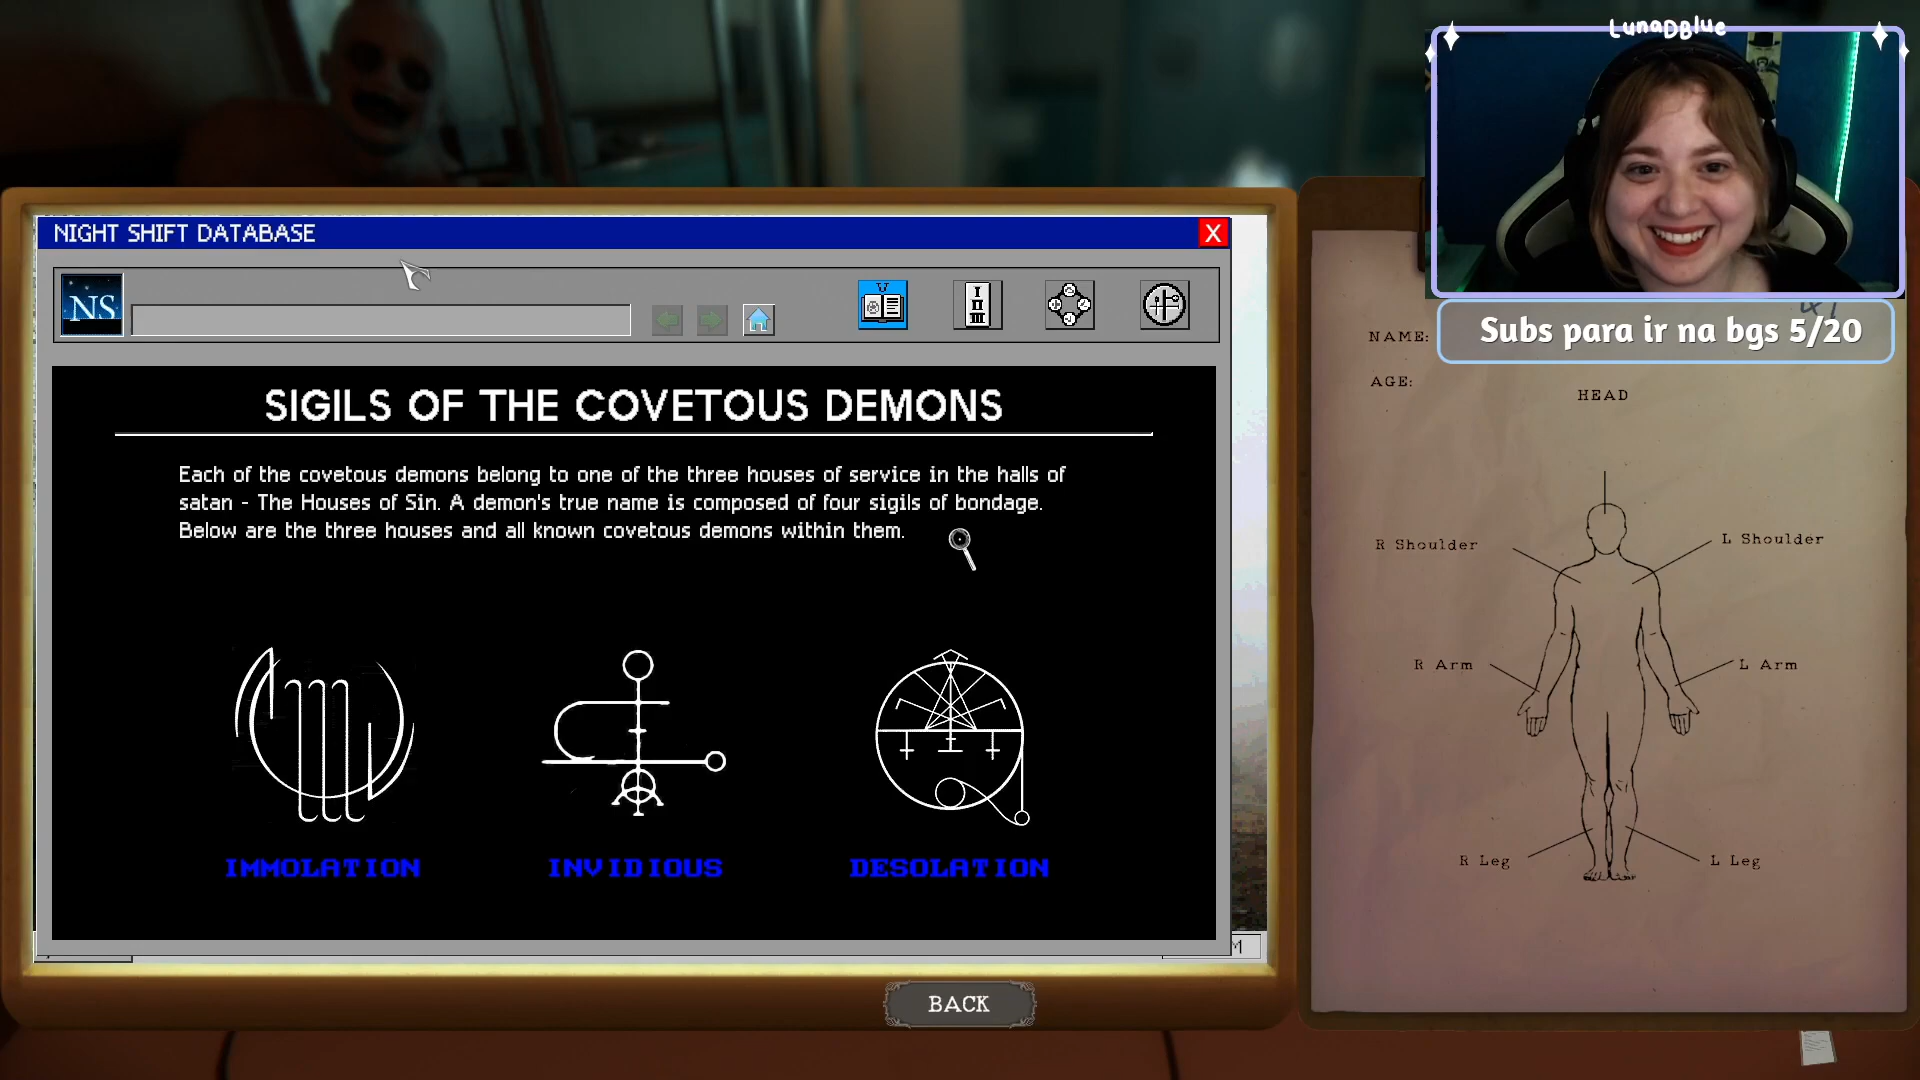 LunaDBlue
NIGHT SHIFT DATABASE
X
NS
SIGILS OF THE COVETOUS DEMONS
Each of the covetous demons belong to one of the three houses of service in the halls of
satan - The Houses of Sin. A demon's true name is composed of four sigils of bondage.
Below are the three houses and all known covetous demons within them.
IMMOLATION
INVIDIOUS
DESOLATION
BACK
Subs para ir na bgs 5/20
NAME:
AGE:
HEAD
R Shoulder
L Shoulder
R Arm
L Arm
R Leg
L Leg